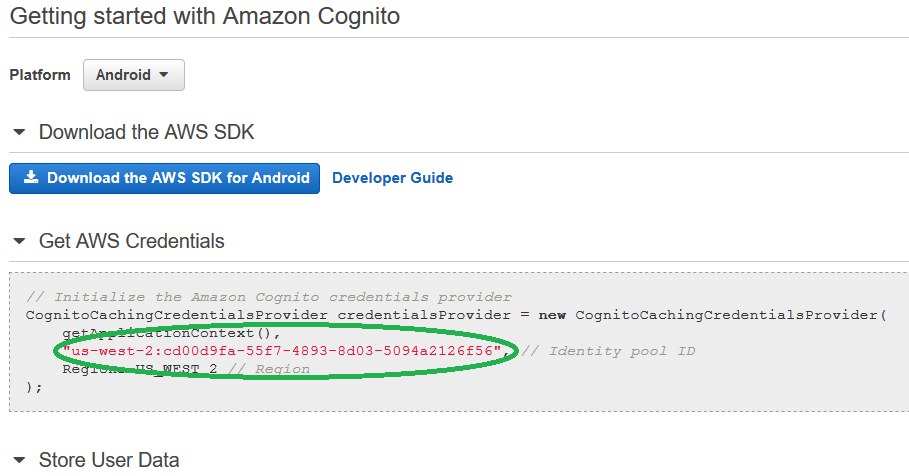 Getting started with Amazon Cognito
Platform Android
Download the AWS SDK
Download the AWS SDK for Android Developer Guide
Get AWS Credentials
// Initialize the Amazon Cognito credentials provider
CognitoCachingCredentialsProvider credentialsProvider = new CognitoCachingCredentialsProvider(
getApplicationContext(),
"us-west-2:cd00d9fa-55f7-4893-8d03-5094a2126f56", // Identity pool ID
Regions.US_WEST_2 // Region
);
Store User Data